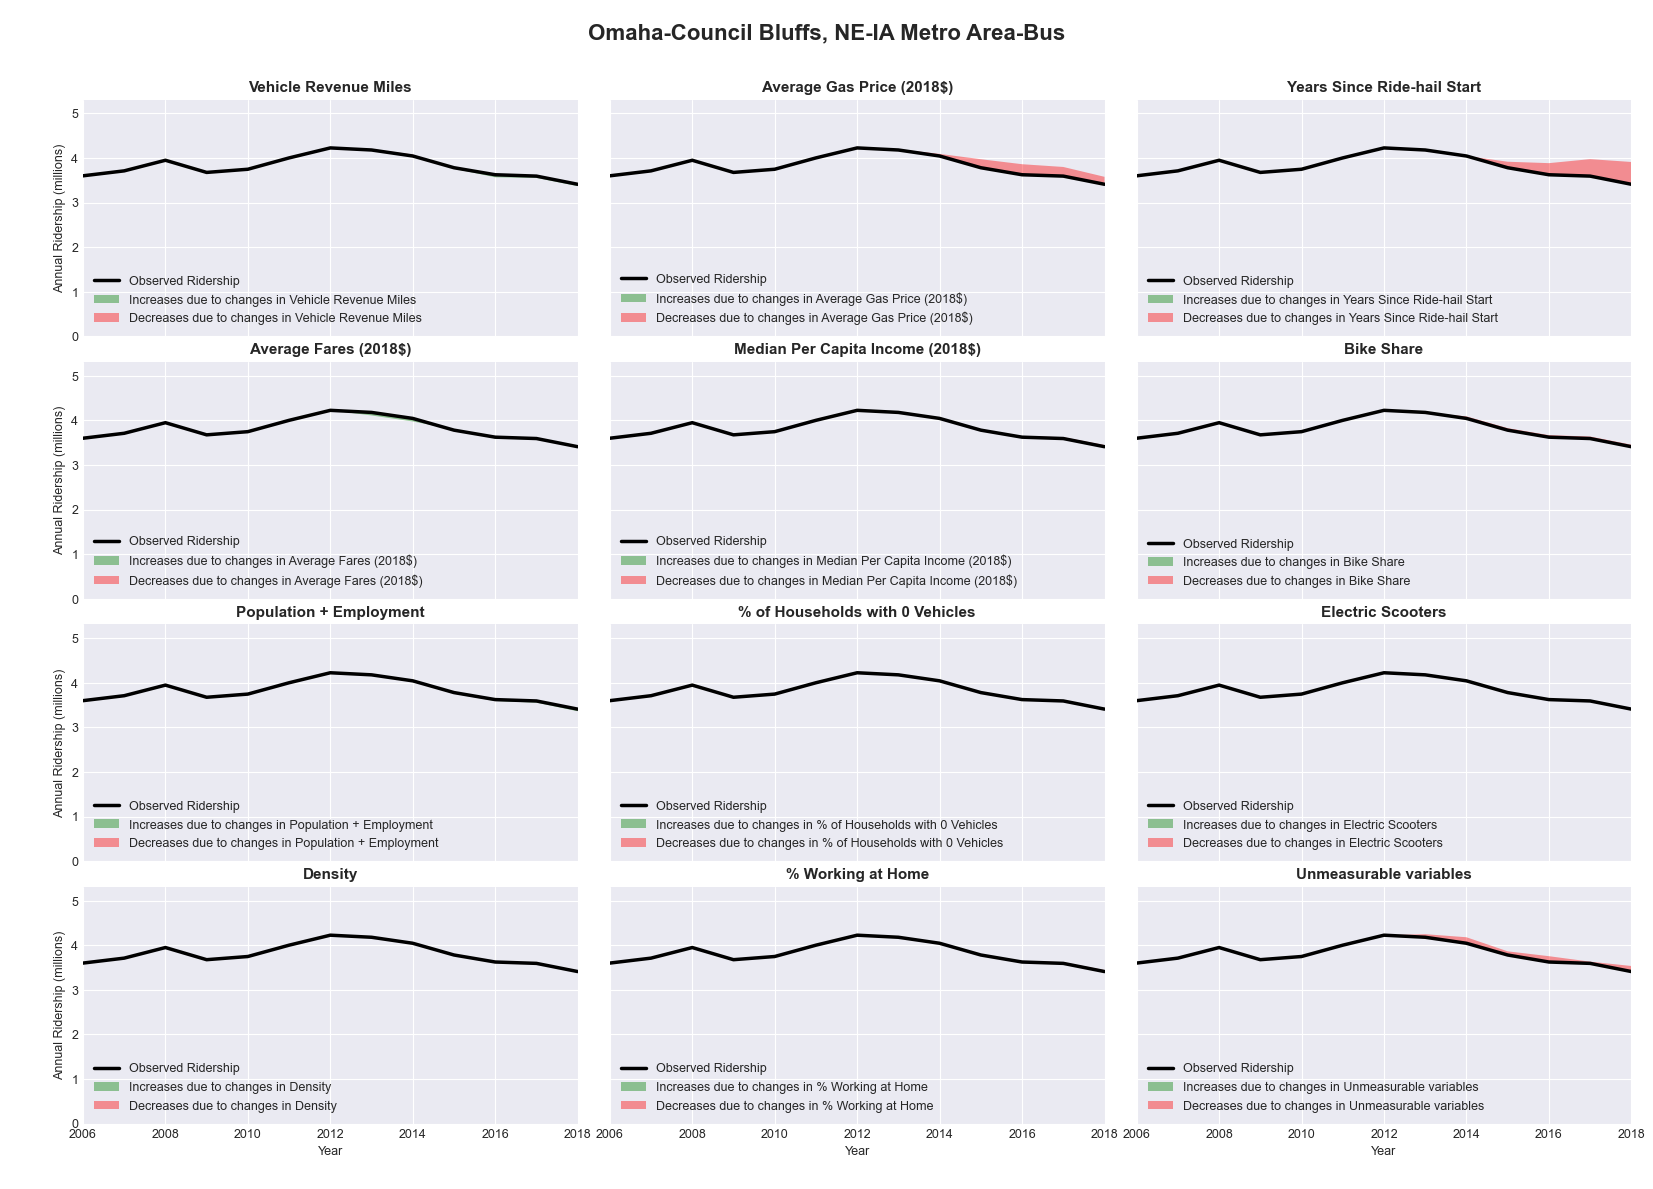 Omaha-Council Bluffs, NE-IA Metro Area-Bus
Vehicle Revenue Miles
Annual Ridership (millions)
5
4
3
2
1
0
Observed Ridership
Increases due to changes in Vehicle Revenue Miles
Decreases due to changes in Vehicle Revenue Miles
Average Gas Price (2018$)
Observed Ridership
Increases due to changes in Average Gas Price (2018$)
Decreases due to changes in Average Gas Price (2018$)
Years Since Ride-hail Start
Observed Ridership
Increases due to changes in Years Since Ride-hail Start
Decreases due to changes in Years Since Ride-hail Start
Average Fares (2018$)
Annual Ridership (millions)
5
4
3
2
1
0
Observed Ridership
Increases due to changes in Average Fares (2018$)
Decreases due to changes in Average Fares (2018$)
Median Per Capita Income (2018$)
Observed Ridership
Increases due to changes in Median Per Capita Income (2018$)
Decreases due to changes in Median Per Capita Income (2018$)
Bike Share
Observed Ridership
Increases due to changes in Bike Share
Decreases due to changes in Bike Share
Population + Employment
Annual Ridership (millions)
5
4
3
2
1
0
Observed Ridership
Increases due to changes in Population + Employment
Decreases due to changes in Population + Employment
% of Households with 0 Vehicles
Observed Ridership
Increases due to changes in % of Households with 0 Vehicles
Decreases due to changes in % of Households with 0 Vehicles
Electric Scooters
Observed Ridership
Increases due to changes in Electric Scooters
Decreases due to changes in Electric Scooters
Density
Annual Ridership (millions)
5
4
3
2
1
0
Observed Ridership
Increases due to changes in Density
Decreases due to changes in Density
2006 2008 2010 2012 2014 2016 2018
Year
% Working at Home
Observed Ridership
Increases due to changes in % Working at Home
Decreases due to changes in % Working at Home
2006 2008 2010 2012 2014 2016 2018
Year
Unmeasurable variables
Observed Ridership
Increases due to changes in Unmeasurable variables
Decreases due to changes in Unmeasurable variables
2006 2008 2010 2012 2014 2016 2018
Year